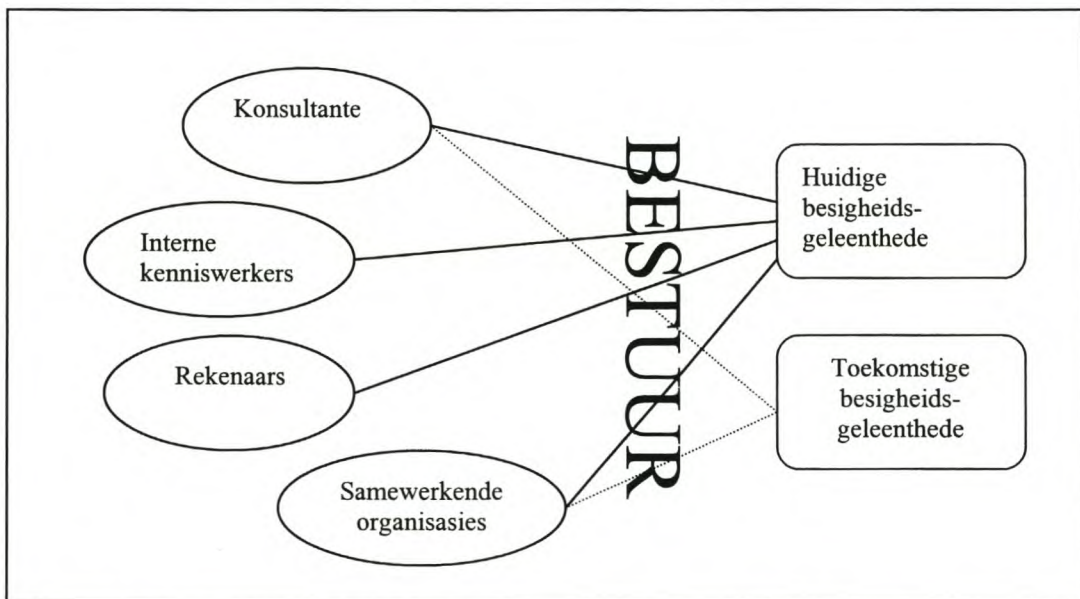 Konsultante
Interne
kenniswerkers
Rekenaars
Samewerkende
organisasies
BESTUUR
Huidige
besigheids-
geleenthede
Toekomstige
besigheids-
geleenthede